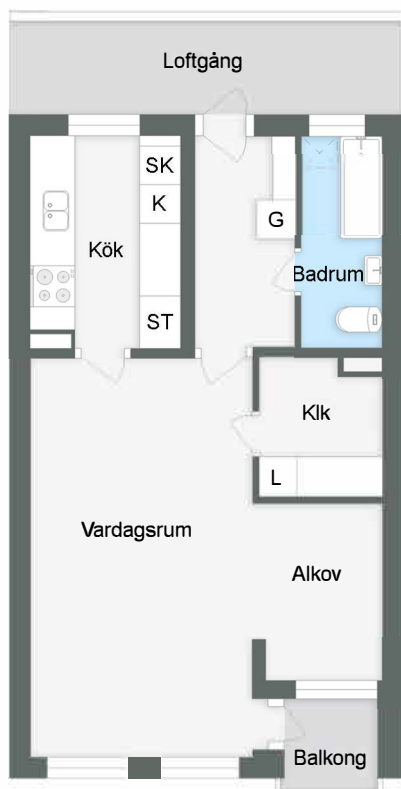 Loftgång
SK
K
Kök
ST
G
Badrum
Klk
L
Vardagsrum
Alkov
Balkong